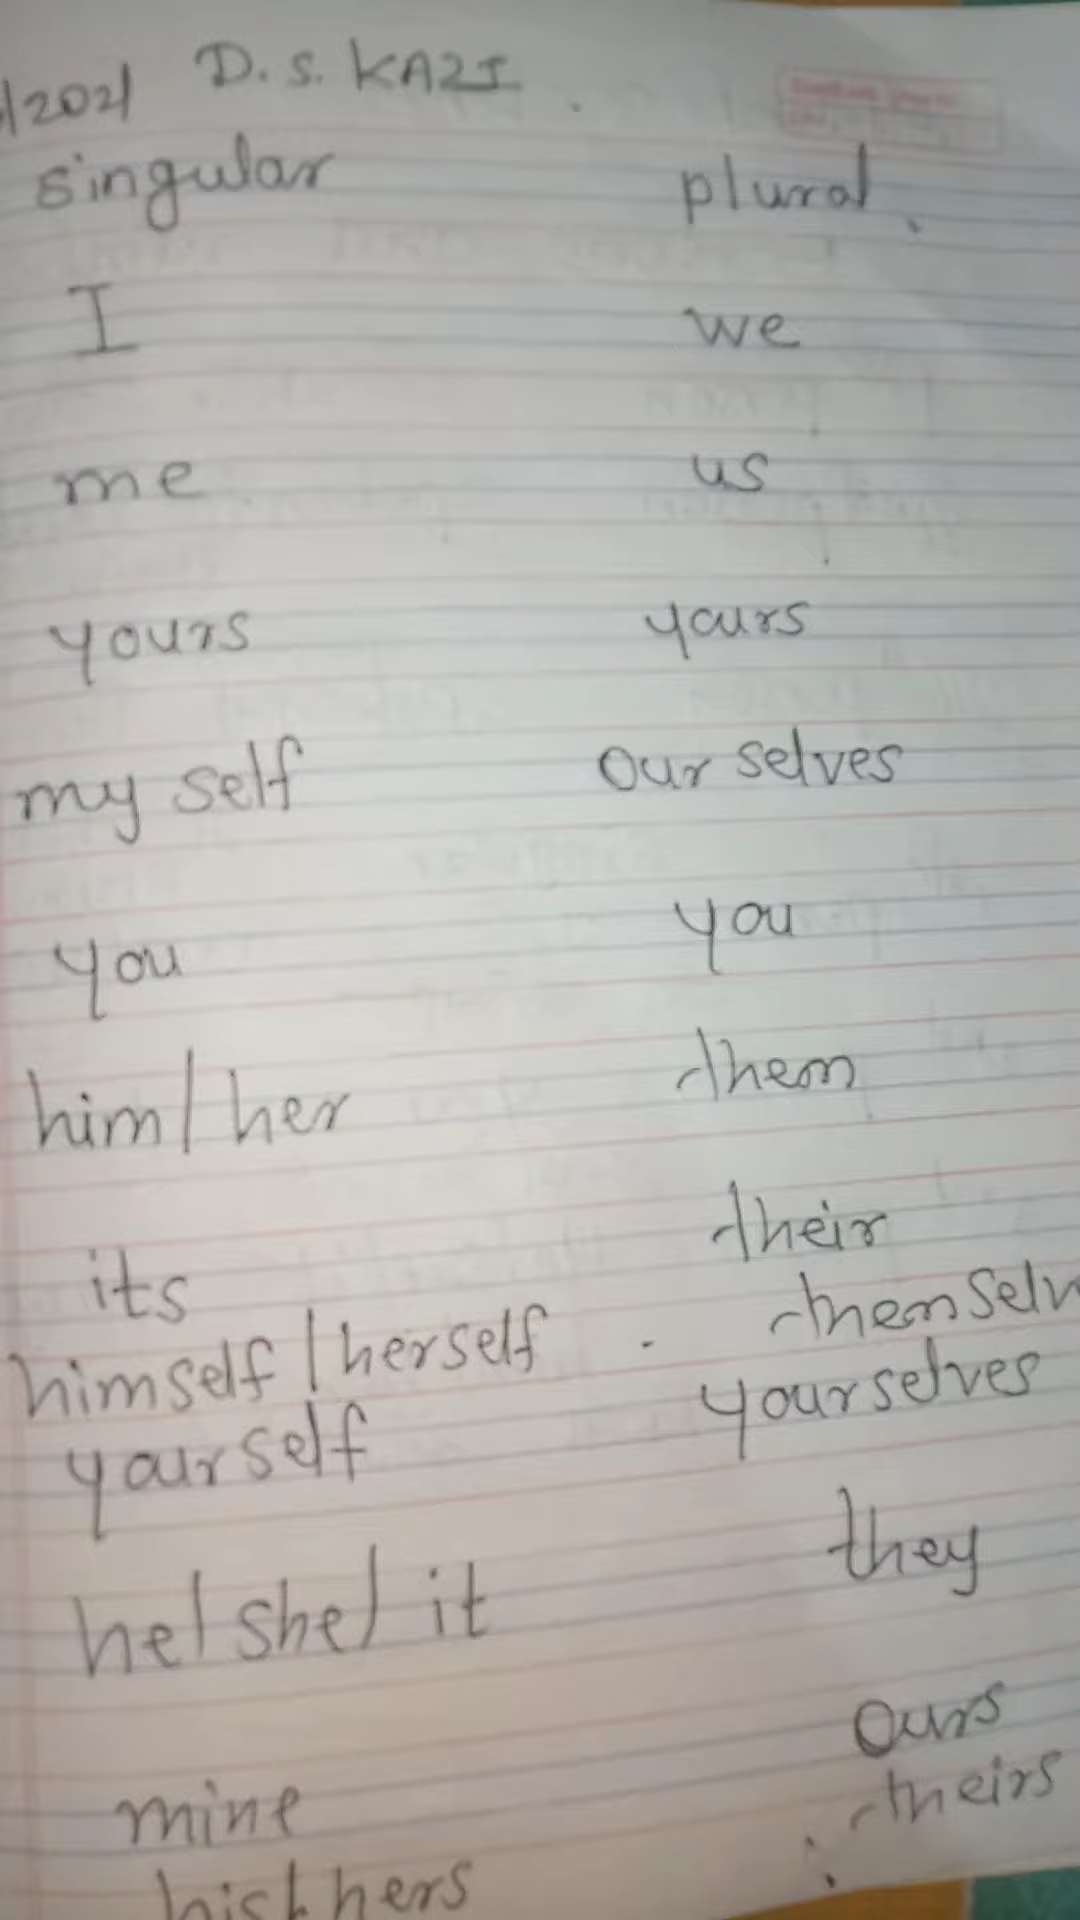 /2021 D.S. KAZI
singular plural
I we
me us
yours yours
my self our selves
you you
him/her them
its their
himself/herself - themselv
yourself yourselves
he/she/it they
mine ours
his/hers theirs